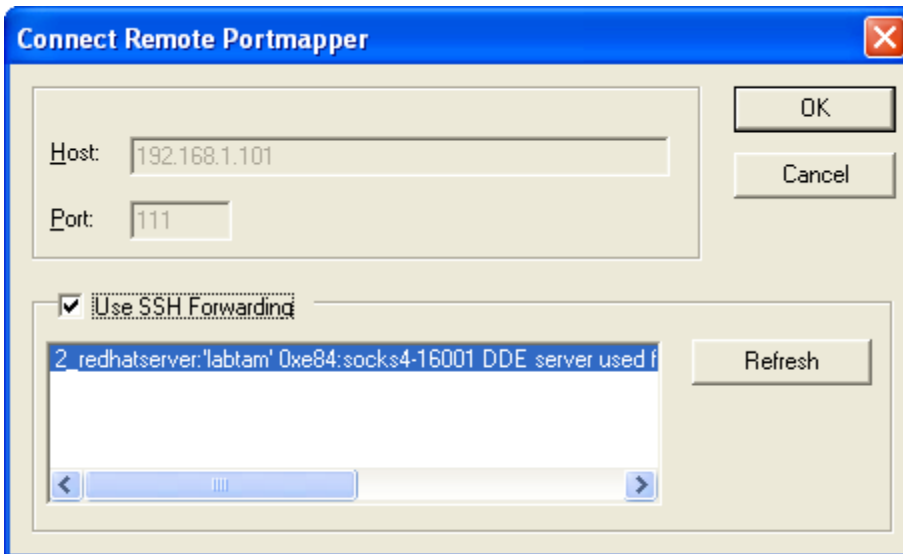 Connect Remote Portmapper
OK
Host: 192.168.1.101
Cancel
Port: 111
Use SSH Forwarding
2_redhatserver:'labtam' 0xe84:socks4-16001 DDE server used f
Refresh